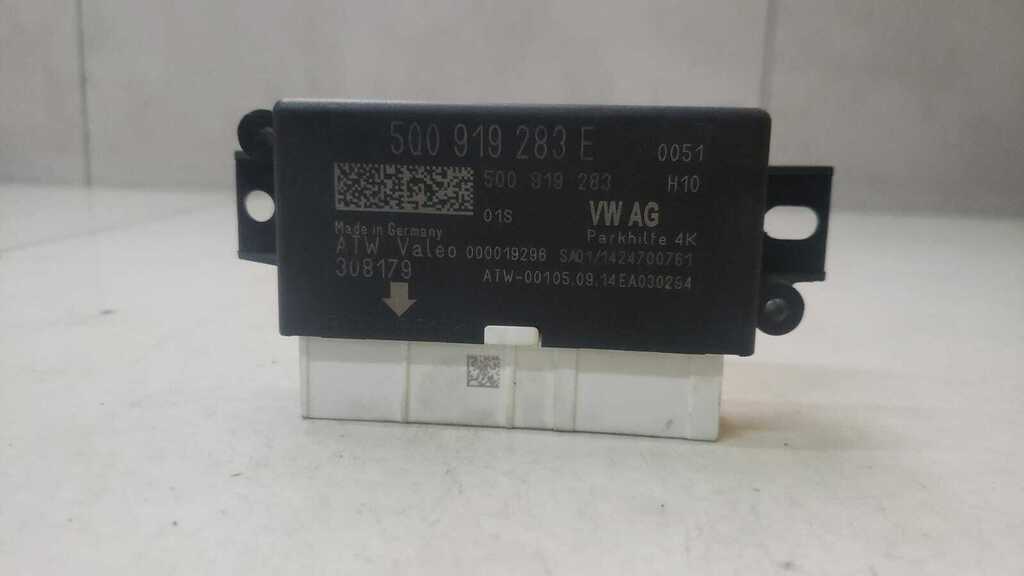 5Q0 919 283 E 0051
5Q0 919 283 H10
01S VW AG
Made in Germany Parkhilfe 4K
ATW Valeo 000019296 SA01/1424700761
308179 ATW-00105.09.14EA030294